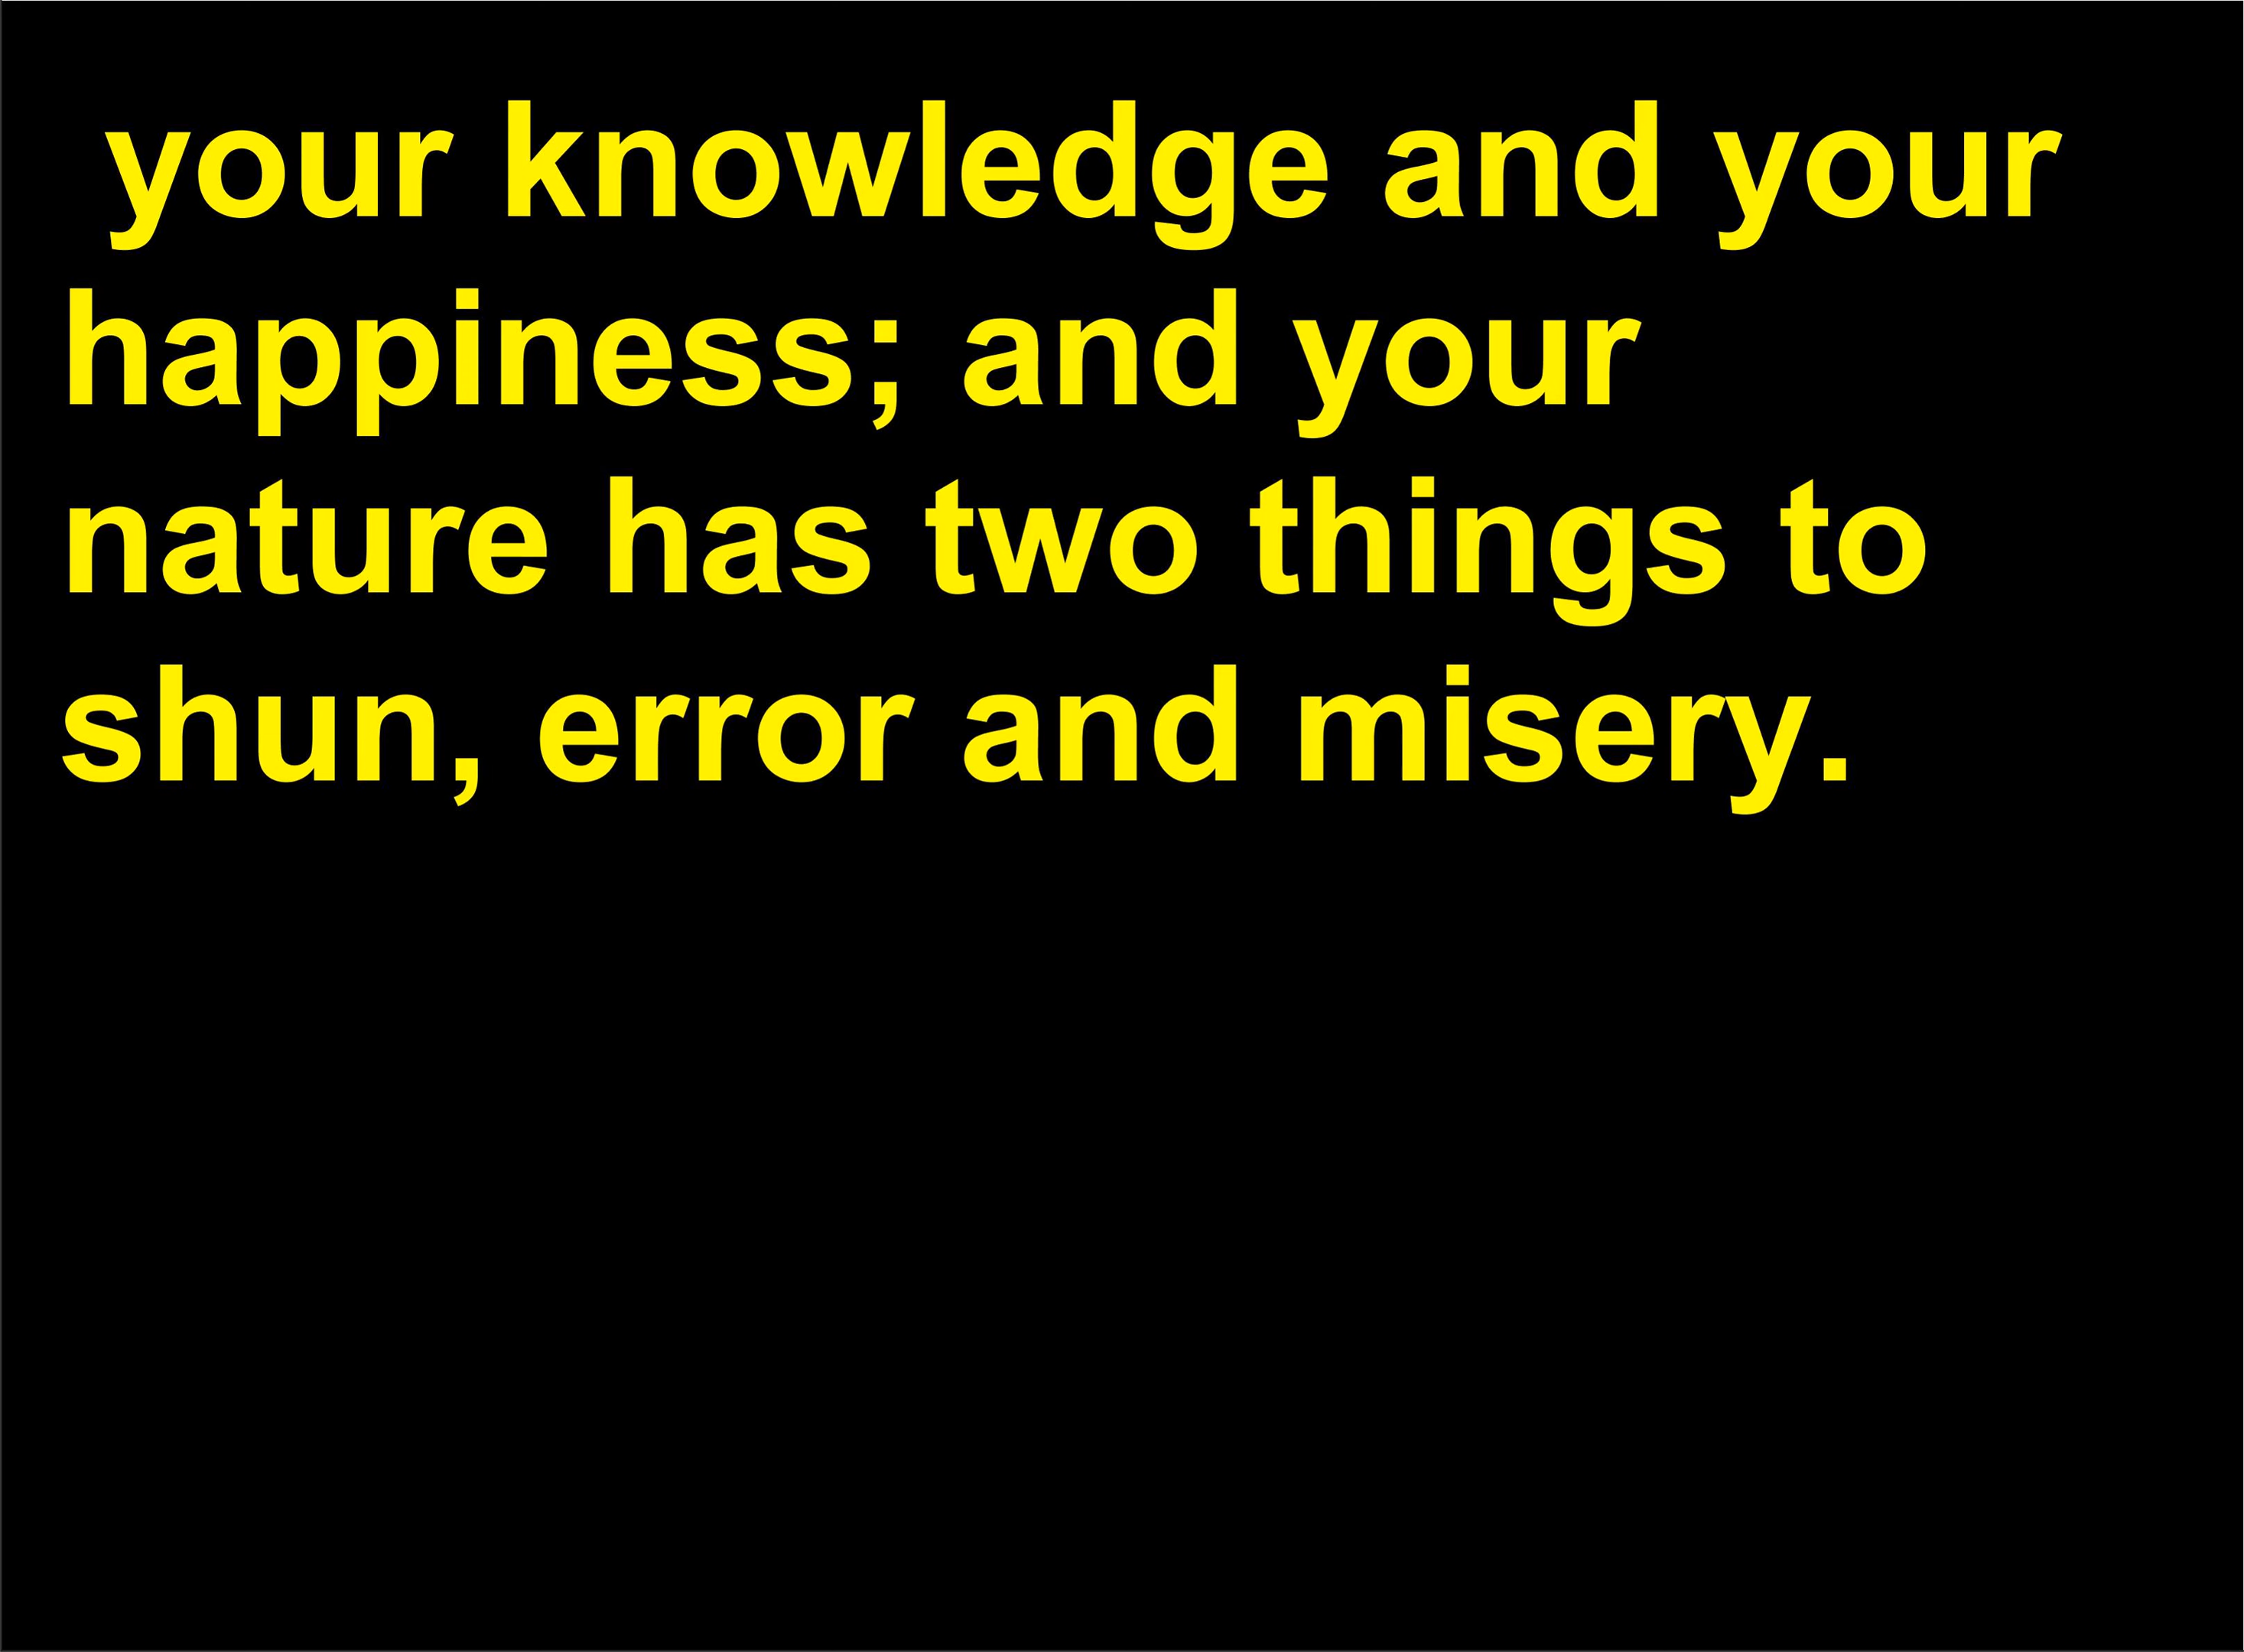 your knowledge and your
happiness; and your
nature has two things to
shun, error and misery.